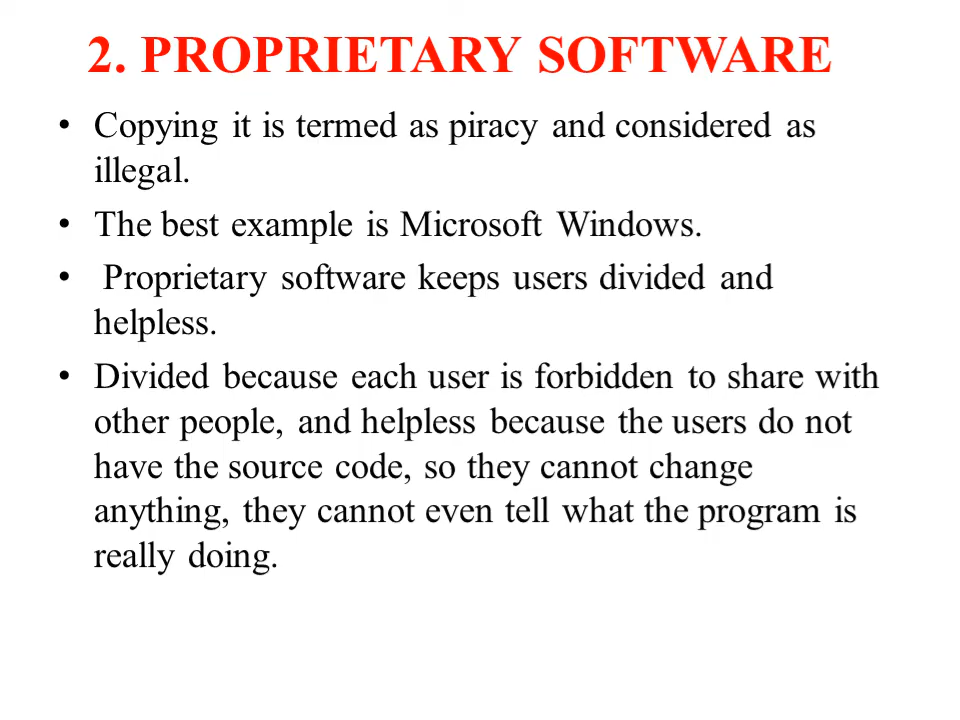 2. PROPRIETARY SOFTWARE
• Copying it is termed as piracy and considered as
illegal.
• The best example is Microsoft Windows.
• Proprietary software keeps users divided and
helpless.
• Divided because each user is forbidden to share with
other people, and helpless because the users do not
have the source code, so they cannot change
anything, they cannot even tell what the program is
really doing.